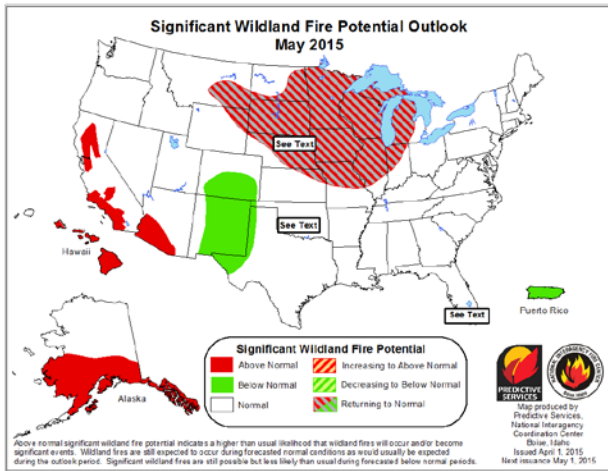 Significant Wildland Fire Potential Outlook
May 2015
See Text
See Text
Hawaii
Puerto Rico
See Text
Alaska
Significant Wildland Fire Potential
Above Normal
Increasing to Above Normal
Below Normal
Decreasing to Below Normal
Normal
Returning to Normal
PREDICTIVE
SERVICES
NATIONAL INTERAGENCY FIRE CENTER
Map produced by
Predictive Services,
National Interagency
Coordination Center
Boise, Idaho
Issued April 1, 2015
Next issuance May 1, 2015
Above normal significant wildland fire potential indicates a higher than usual likelihood that wildland fires will occur and/or become
significant events. Wildland fires are still expected to occur during forecasted normal conditions as would usually be expected
during the outlook period. Significant wildland fires are still possible but less likely than usual during forecasted below normal periods.